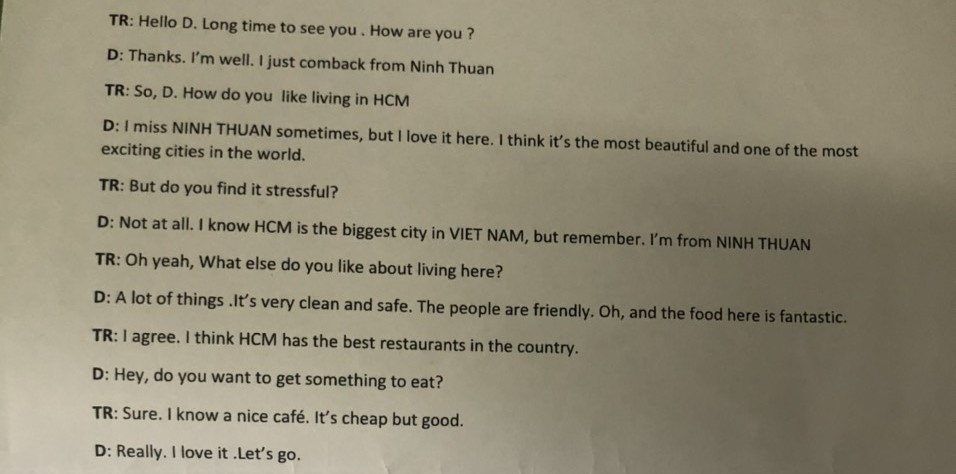 TR: Hello D. Long time to see you . How are you ?
D: Thanks. I'm well. I just comback from Ninh Thuan
TR: So, D. How do you like living in HCM
D: I miss NINH THUAN sometimes, but I love it here. I think it's the most beautiful and one of the most
exciting cities in the world.
TR: But do you find it stressful?
D: Not at all. I know HCM is the biggest city in VIET NAM, but remember. I'm from NINH THUAN
TR: Oh yeah, What else do you like about living here?
D: A lot of things .It's very clean and safe. The people are friendly. Oh, and the food here is fantastic.
TR: I agree. I think HCM has the best restaurants in the country.
D: Hey, do you want to get something to eat?
TR: Sure. I know a nice café. It's cheap but good.
D: Really. I love it .Let's go.